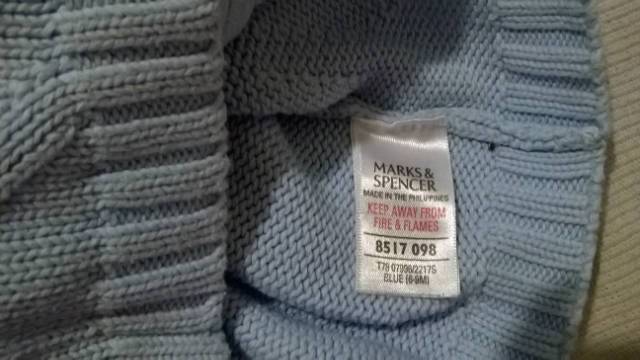 MARKS &
SPENCER
MADE IN THE PHILIPPINES
KEEP AWAY FROM
FIRE & FLAMES
8517 098
BLUE (6-9M)